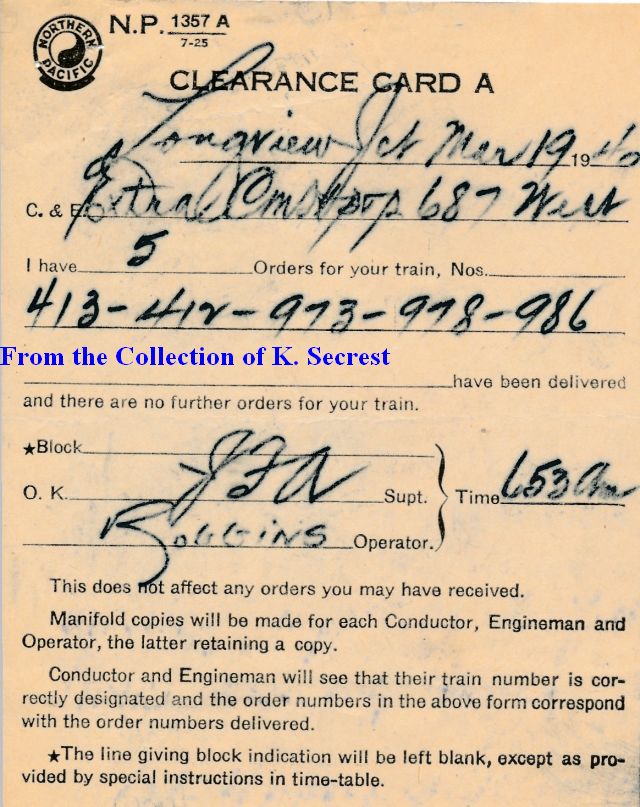 NORTHERN PACIFIC
N.P. 1357 A
7-25
CLEARANCE CARD A
Longview Jct Mar 19 1940
C. & E. Extral 687 West
I have 5 Orders for your train, Nos.
413-412-973-978-986
From the Collection of K. Secrest
have been delivered
and there are no further orders for your train.
★Block
O. K. JFA Supt. Time 653 am
Roggins Operator.
This does not affect any orders you may have received.
Manifold copies will be made for each Conductor, Engineman and
Operator, the latter retaining a copy.
Conductor and Engineman will see that their train number is cor-
rectly designated and the order numbers in the above form correspond
with the order numbers delivered.
★The line giving block indication will be left blank, except as pro-
vided by special instructions in time-table.